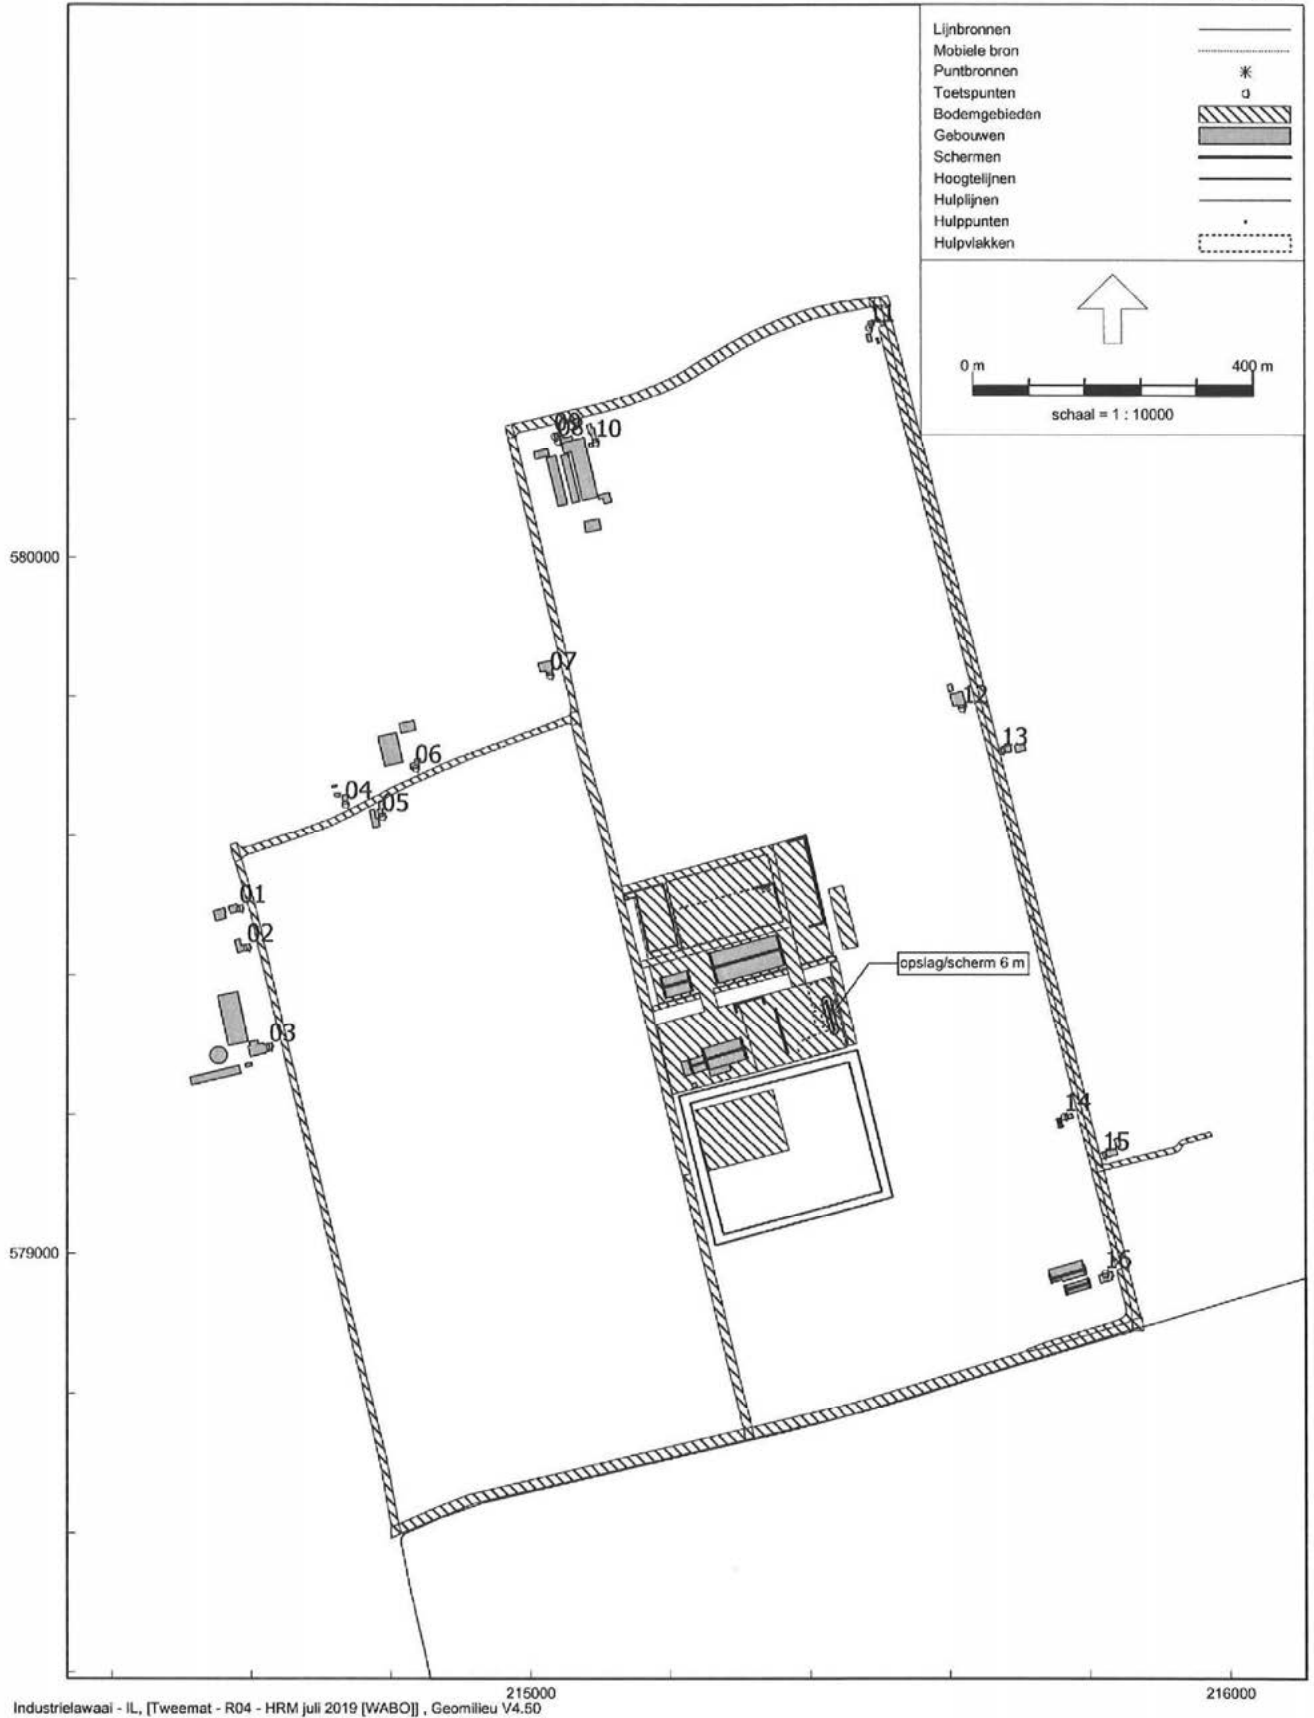 Lijnbronnen
Mobiele bron
Puntbronnen
Toetspunten
Bodemgebieden
Gebouwen
Schermen
Hoogtelijnen
Hulplijnen
Hulppunten
Hulpvlakken
0 m 400 m
schaal = 1 : 10000
11
09
08 10
580000
07
12
13
06
04
05
01
02
opslag/scherm 6 m
03
14
15
579000
16
215000 216000
Industrielawaai - IL, [Tweemat - R04 - HRM juli 2019 [WABO]] , Geomilieu V4.50